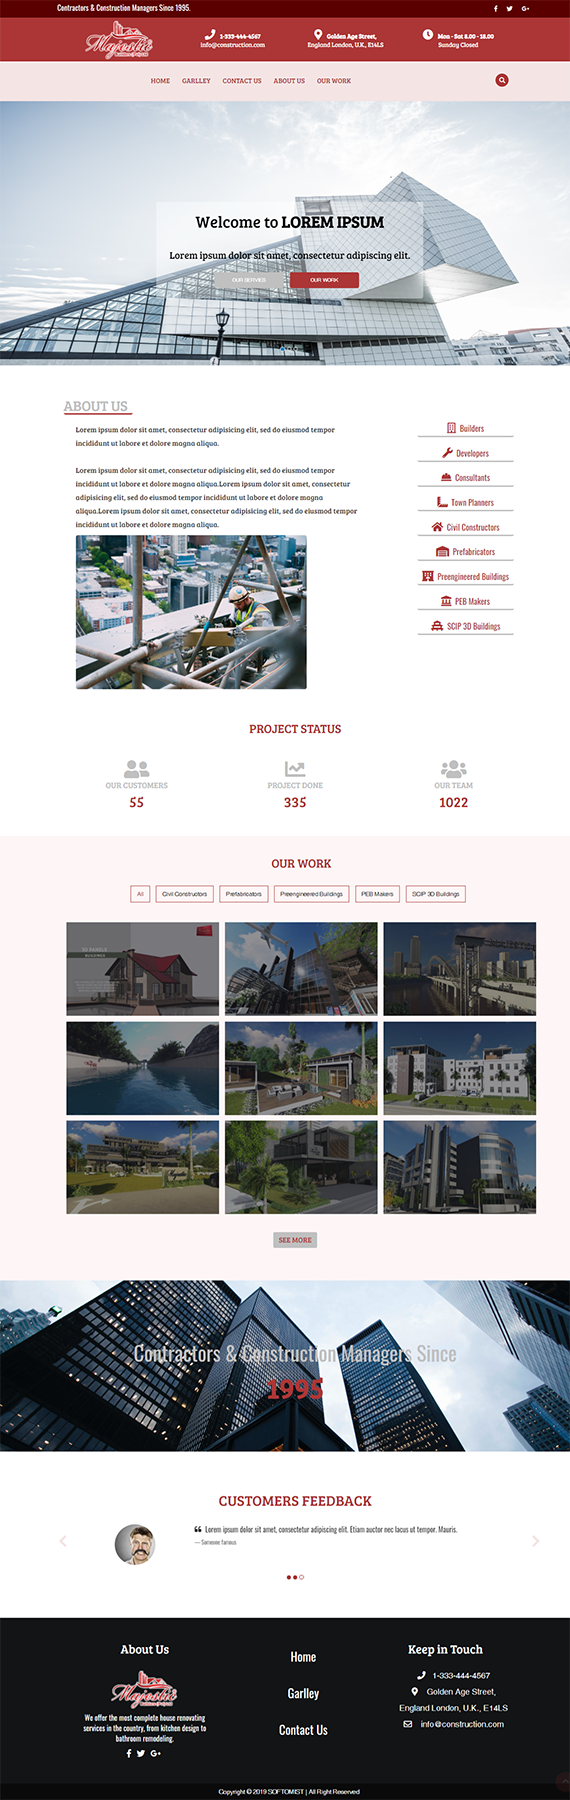 Contractors & Construction Managers Since 1995.
Majestic
1-333-444-4567
info@construction.com
Golden Age Street,
England London, U.K., E14LS
Mon - Sat 8.00 - 18.00
Sunday Closed
HOME GARLLEY CONTACT US ABOUT US OUR WORK
Welcome to LOREM IPSUM
Lorem ipsum dolor sit amet, consectetur adipiscing elit.
OUR SERVIES OUR WORK
ABOUT US
Lorem ipsum dolor sit amet, consectetur adipisicing elit, sed do eiusmod tempor
incididunt ut labore et dolore magna aliqua.
Lorem ipsum dolor sit amet, consectetur adipisicing elit, sed do eiusmod tempor
incididunt ut labore et dolore magna aliqua.Lorem ipsum dolor sit amet, consectetur
adipisicing elit, sed do eiusmod tempor incididunt ut labore et dolore magna
aliqua.Lorem ipsum dolor sit amet, consectetur adipisicing elit, sed do eiusmod tempor
incididunt ut labore et dolore magna aliqua.
Builders
Developers
Consultants
Town Planners
Civil Constructors
Prefabricators
Preengineered Buildings
PEB Makers
SCIP 3D Buildings
PROJECT STATUS
OUR CUSTOMERS
55
PROJECT DONE
335
OUR TEAM
1022
OUR WORK
All Civil Constructors Prefabricators Preengineered Buildings PEB Makers SCIP 3D Buildings
3D PANELS
BUILDINGS
SEE MORE
Contractors & Construction Managers Since
1995
CUSTOMERS FEEDBACK
Lorem ipsum dolor sit amet, consectetur adipiscing elit. Etiam auctor nec lacus ut tempor. Mauris.
— Someone famous
About Us
Majestic
We offer the most complete house renovating
services in the country, from kitchen design to
bathroom remodeling.
Home
Garlley
Contact Us
Keep in Touch
1-333-444-4567
Golden Age Street,
England London, U.K., E14LS
info@construction.com
Copyright © 2019 SOFTOMIST | All Right Reserved